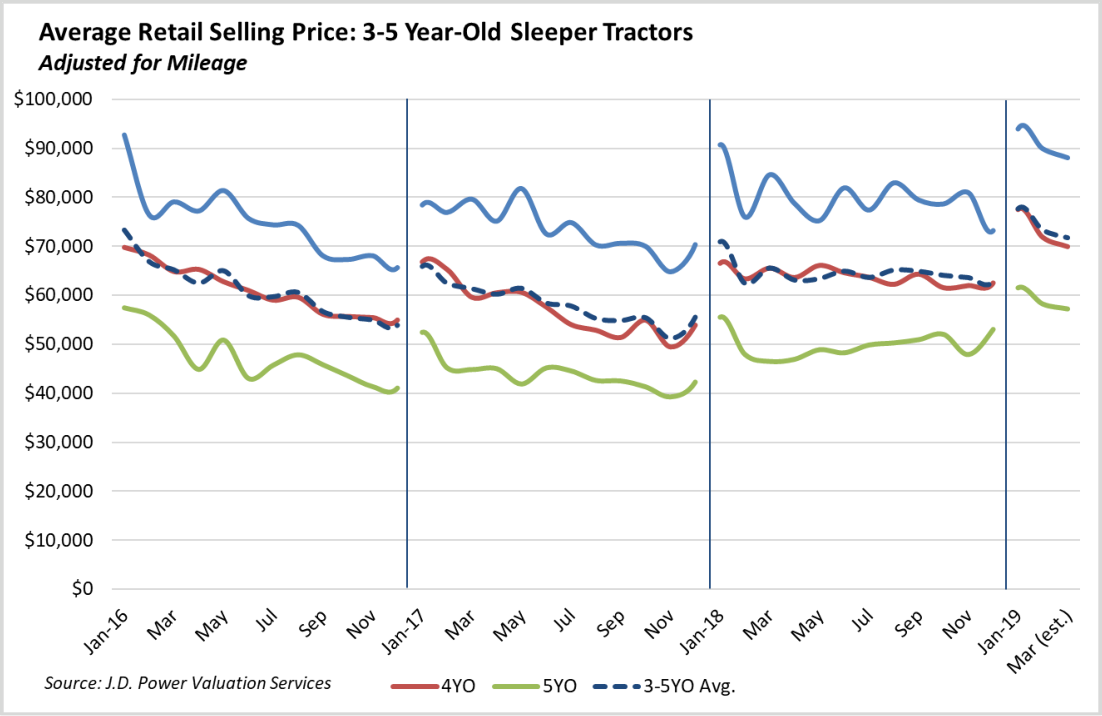 Average Retail Selling Price: 3-5 Year-Old Sleeper Tractors
Adjusted for Mileage
$100,000
$90,000
$80,000
$70,000
$60,000
$50,000
$40,000
$30,000
$20,000
$10,000
$0
Jan-16
Mar
May
Jul
Sep
Nov
Jan-17
Mar
May
Jul
Sep
Nov
Jan-18
Mar
May
Jul
Sep
Nov
Jan-19
Mar (est.)
Source: J.D. Power Valuation Services
4YO
5YO
3-5YO Avg.